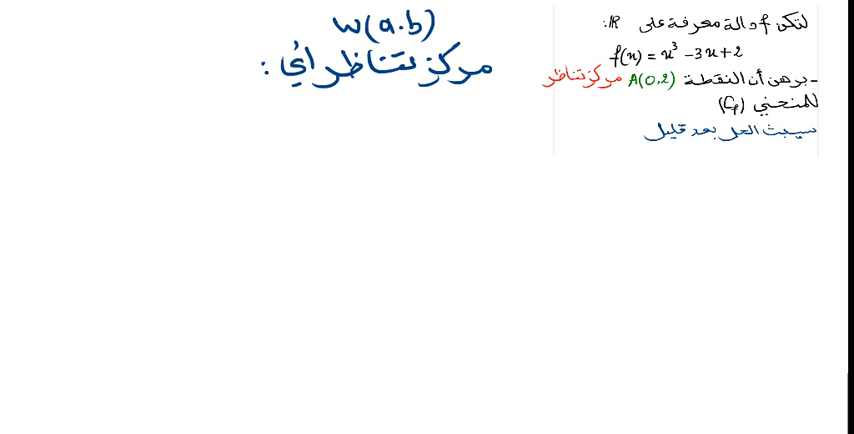 لتكن f دالة معرفة على ℝ:
f(x) = x³ - 3x + 2
- برهن أن النقطة A(0,2) مركز تناظر
للمنحني (Cf)
سيبث الحل بعد قليل
W(a.b)
مركز تناظر أي :